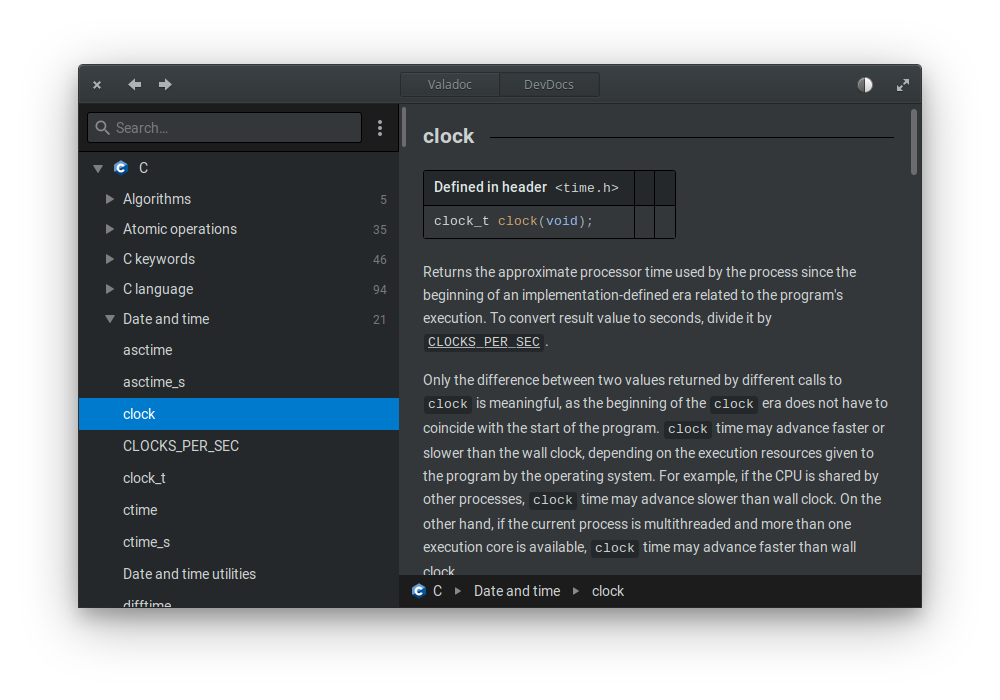 Valadoc DevDocs
Search...
C
Algorithms 5
Atomic operations 35
C keywords 46
C language 94
Date and time 21
asctime
asctime_s
clock
CLOCKS_PER_SEC
clock_t
ctime
ctime_s
Date and time utilities
difftime
clock
Defined in header <time.h>
clock_t clock(void);
Returns the approximate processor time used by the process since the
beginning of an implementation-defined era related to the program's
execution. To convert result value to seconds, divide it by
CLOCKS_PER_SEC .
Only the difference between two values returned by different calls to
clock is meaningful, as the beginning of the clock era does not have to
coincide with the start of the program. clock time may advance faster or
slower than the wall clock, depending on the execution resources given to
the program by the operating system. For example, if the CPU is shared by
other processes, clock time may advance slower than wall clock. On the
other hand, if the current process is multithreaded and more than one
execution core is available, clock time may advance faster than wall
clock.
C Date and time clock